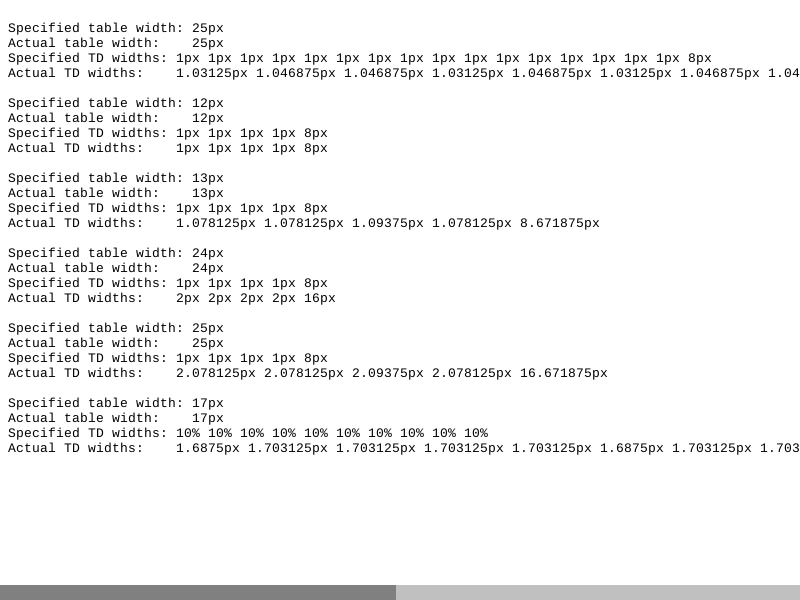 Specified table width: 25px
Actual table width:    25px
Specified TD widths: 1px 1px 1px 1px 1px 1px 1px 1px 1px 1px 1px 1px 1px 1px 1px 1px 8px
Actual TD widths:    1.03125px 1.046875px 1.046875px 1.03125px 1.046875px 1.03125px 1.046875px 1.04
Specified table width: 12px
Actual table width:    12px
Specified TD widths: 1px 1px 1px 1px 8px
Actual TD widths:    1px 1px 1px 1px 8px
Specified table width: 13px
Actual table width:    13px
Specified TD widths: 1px 1px 1px 1px 8px
Actual TD widths:    1.078125px 1.078125px 1.09375px 1.078125px 8.671875px
Specified table width: 24px
Actual table width:    24px
Specified TD widths: 1px 1px 1px 1px 8px
Actual TD widths:    2px 2px 2px 2px 16px
Specified table width: 25px
Actual table width:    25px
Specified TD widths: 1px 1px 1px 1px 8px
Actual TD widths:    2.078125px 2.078125px 2.09375px 2.078125px 16.671875px
Specified table width: 17px
Actual table width:    17px
Specified TD widths: 10% 10% 10% 10% 10% 10% 10% 10% 10% 10%
Actual TD widths:    1.6875px 1.703125px 1.703125px 1.703125px 1.703125px 1.6875px 1.703125px 1.703